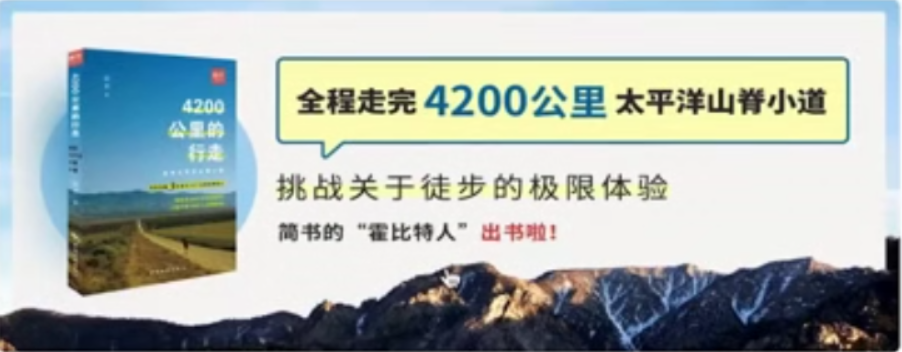 4200
公里的
行走
全程走完 4200公里 太平洋山脊小道
挑战关于徒步的极限体验
简书的“霍比特人”出书啦！